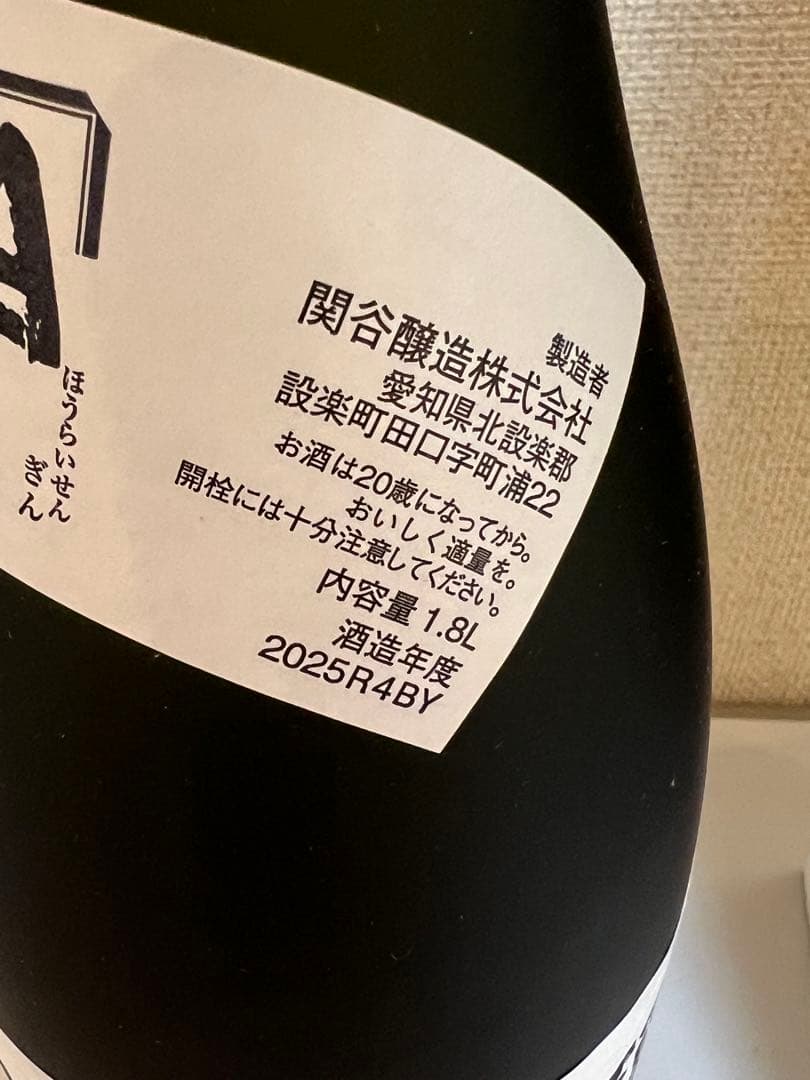 製造者
関谷醸造株式会社
愛知県北設楽郡
設楽町田口字町浦22
お酒は20歳になってから。
おいしく適量を。
開栓には十分注意してください。
内容量 1.8L
酒造年度
2025R4BY
ほうらいせん
ぎん